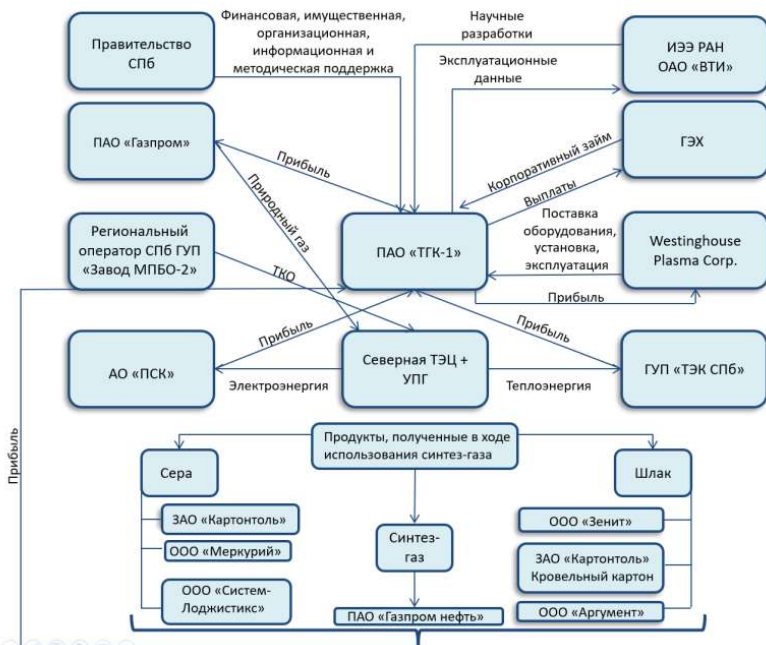 Правительство
СПб
Финансовая, имущественная,
организационная,
информационная и
методическая поддержка
Научные
разработки
Эксплуатационные
данные
ИЭЭ РАН
ОАО «ВТИ»
ПАО «Газпром»
Прибыль
Природный газ
Корпоративный займ
Выплаты
ГЭХ
Региональный
оператор СПб ГУП
«Завод МПБО-2»
ТКО
ПАО «ТГК-1»
Поставка
оборудования,
установка,
эксплуатация
Прибыль
Westinghouse
Plasma Corp.
АО «ПСК»
Прибыль
Электроэнергия
Северная ТЭЦ +
УПГ
Прибыль
Теплоэнергия
ГУП «ТЭК СПб»
Прибыль
Продукты, полученные в ходе
использования синтез-газа
Сера
ЗАО «Картонтоль»
ООО «Меркурий»
ООО «Систем-
Лоджистикс»
Синтез-
газ
ПАО «Газпром нефть»
Шлак
ООО «Зенит»
ЗАО «Картонтоль»
Кровельный картон
ООО «Аргумент»